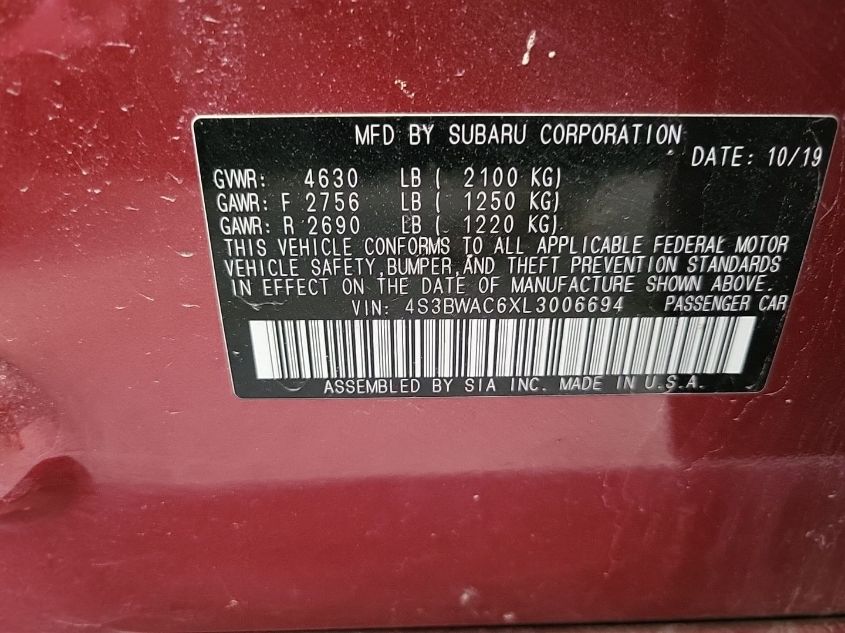 MFD BY SUBARU CORPORATION
DATE: 10/19
GVWR: 4630 LB ( 2100 KG)
GAWR: F 2756 LB ( 1250 KG)
GAWR: R 2690 LB ( 1220 KG)
THIS VEHICLE CONFORMS TO ALL APPLICABLE FEDERAL MOTOR
VEHICLE SAFETY,BUMPER,AND THEFT PREVENTION STANDARDS
IN EFFECT ON THE DATE OF MANUFACTURE SHOWN ABOVE.
VIN: 4S3BWAC6XL3006694 PASSENGER CAR
ASSEMBLED BY SIA INC. MADE IN U.S.A.